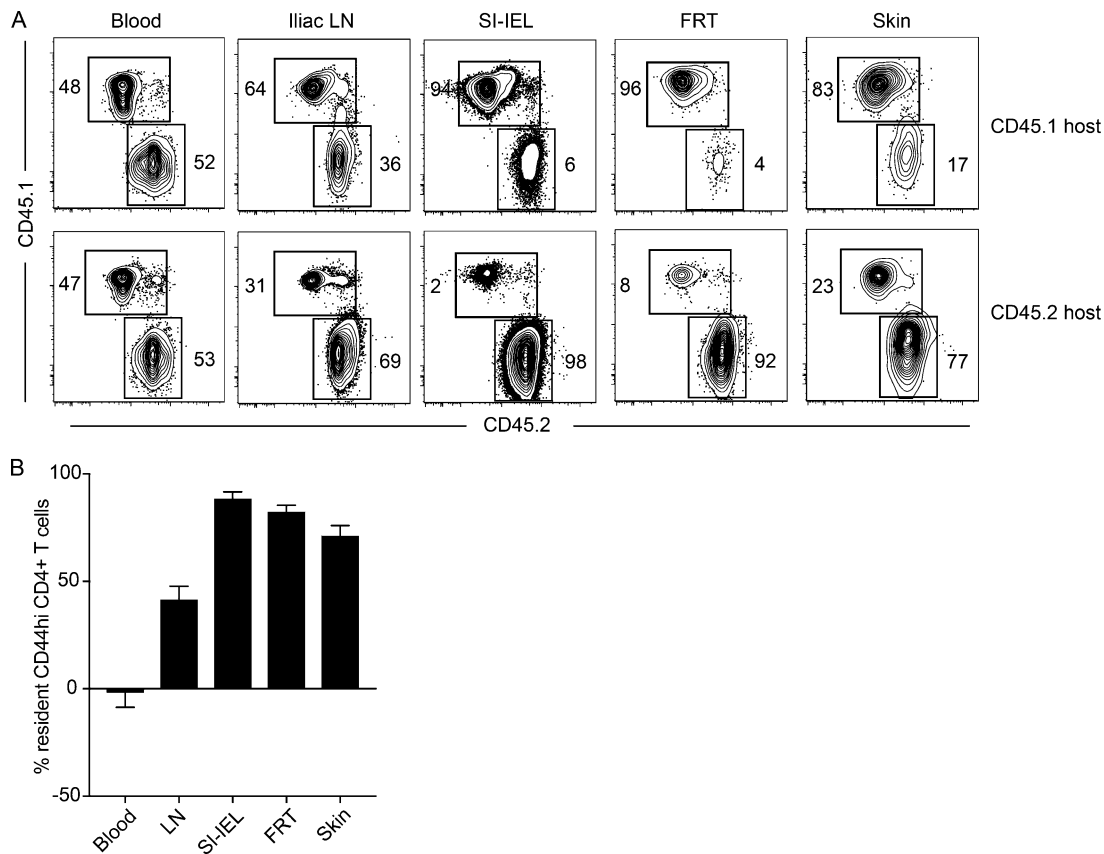 A
Blood Iliac LN SI-IEL FRT Skin
48 52 64 36 94 6 96 4 83 17
CD45.1 host
47 53 31 69 2 98 8 92 23 77
CD45.2 host
CD45.1
CD45.2
B
% resident CD44hi CD4+ T cells
100
50
0
-50
Blood LN SI-IEL FRT Skin